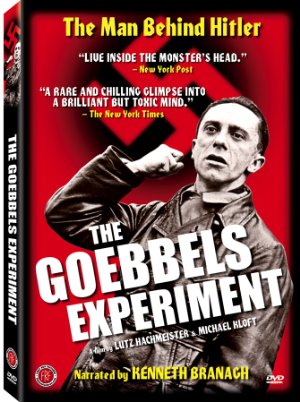 The Man Behind Hitler
"LIVE INSIDE THE MONSTER'S HEAD."
– New York Post
"A RARE AND CHILLING GLIMPSE INTO
A BRILLIANT BUT TOXIC MIND."
– The New York Times
THE
GOEBBELS
EXPERIMENT
a film by LUTZ HACHMEISTER & MICHAEL KLOFT
Narrated by KENNETH BRANAGH
DVD
THE GOEBBELS EXPERIMENT